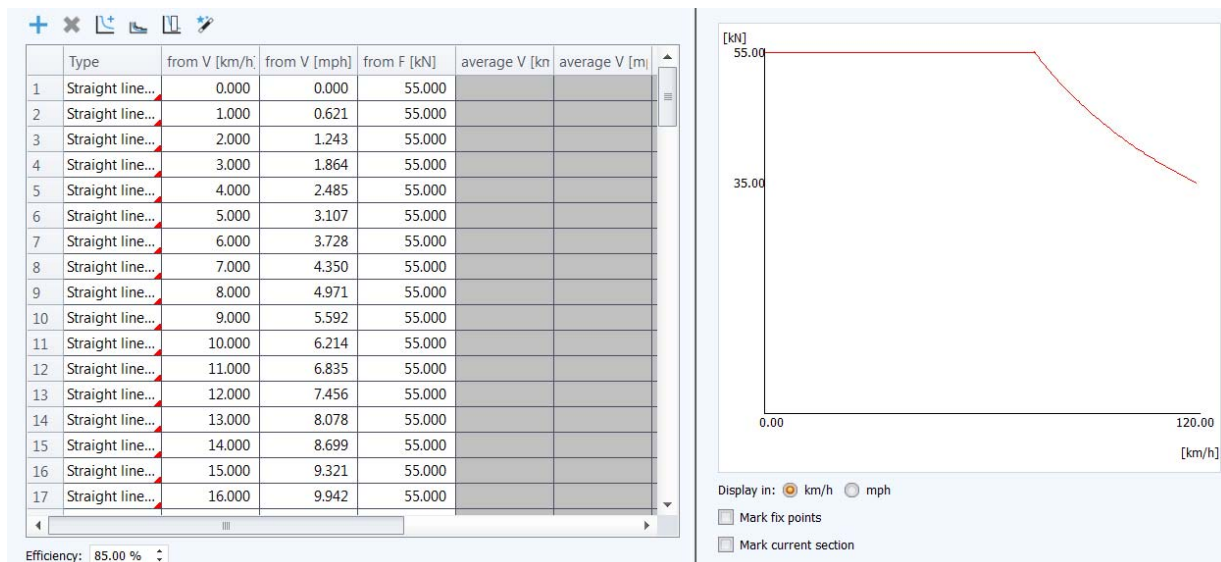 Type from V [km/h] from V [mph] from F [kN] average V [kn average V [m
1 Straight line... 0.000 0.000 55.000
2 Straight line... 1.000 0.621 55.000
3 Straight line... 2.000 1.243 55.000
4 Straight line... 3.000 1.864 55.000
5 Straight line... 4.000 2.485 55.000
6 Straight line... 5.000 3.107 55.000
7 Straight line... 6.000 3.728 55.000
8 Straight line... 7.000 4.350 55.000
9 Straight line... 8.000 4.971 55.000
10 Straight line... 9.000 5.592 55.000
11 Straight line... 10.000 6.214 55.000
12 Straight line... 11.000 6.835 55.000
13 Straight line... 12.000 7.456 55.000
14 Straight line... 13.000 8.078 55.000
15 Straight line... 14.000 8.699 55.000
16 Straight line... 15.000 9.321 55.000
17 Straight line... 16.000 9.942 55.000
Efficiency: 85.00 %
[kN]
55.00
35.00
0.00 120.00
[km/h]
Display in: km/h mph
Mark fix points
Mark current section